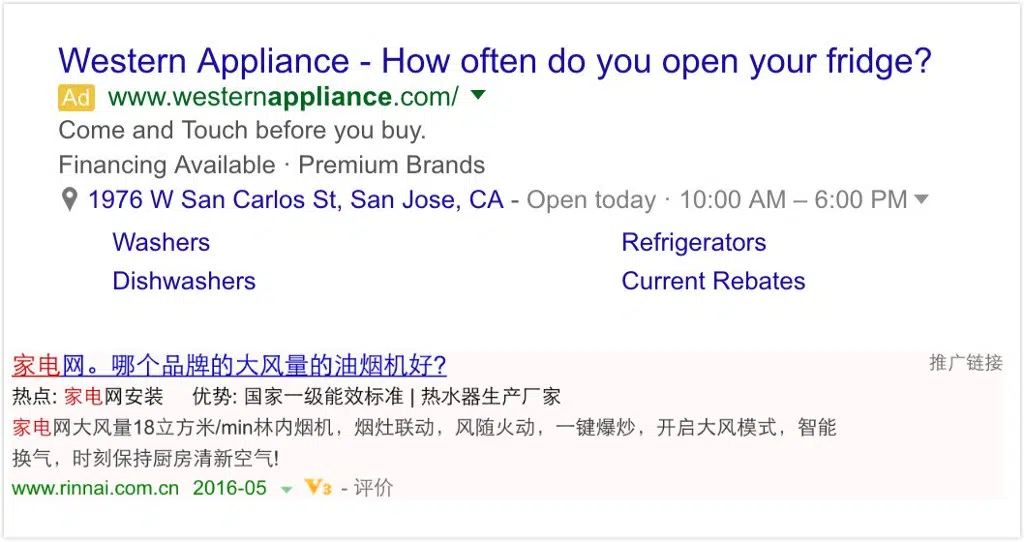 Western Appliance - How often do you open your fridge?
Ad www.westernappliance.com/
Come and Touch before you buy.
Financing Available · Premium Brands
1976 W San Carlos St, San Jose, CA - Open today · 10:00 AM – 6:00 PM
Washers Refrigerators
Dishwashers Current Rebates
家电网。哪个品牌的大风量的油烟机好? 推广链接
热点: 家电网安装 优势: 国家一级能效标准 | 热水器生产厂家
家电网大风量18立方米/min林内烟机，烟灶联动，风随火动，一键爆炒，开启大风模式，智能
换气，时刻保持厨房清新空气!
www.rinnai.com.cn 2016-05 V3 - 评价